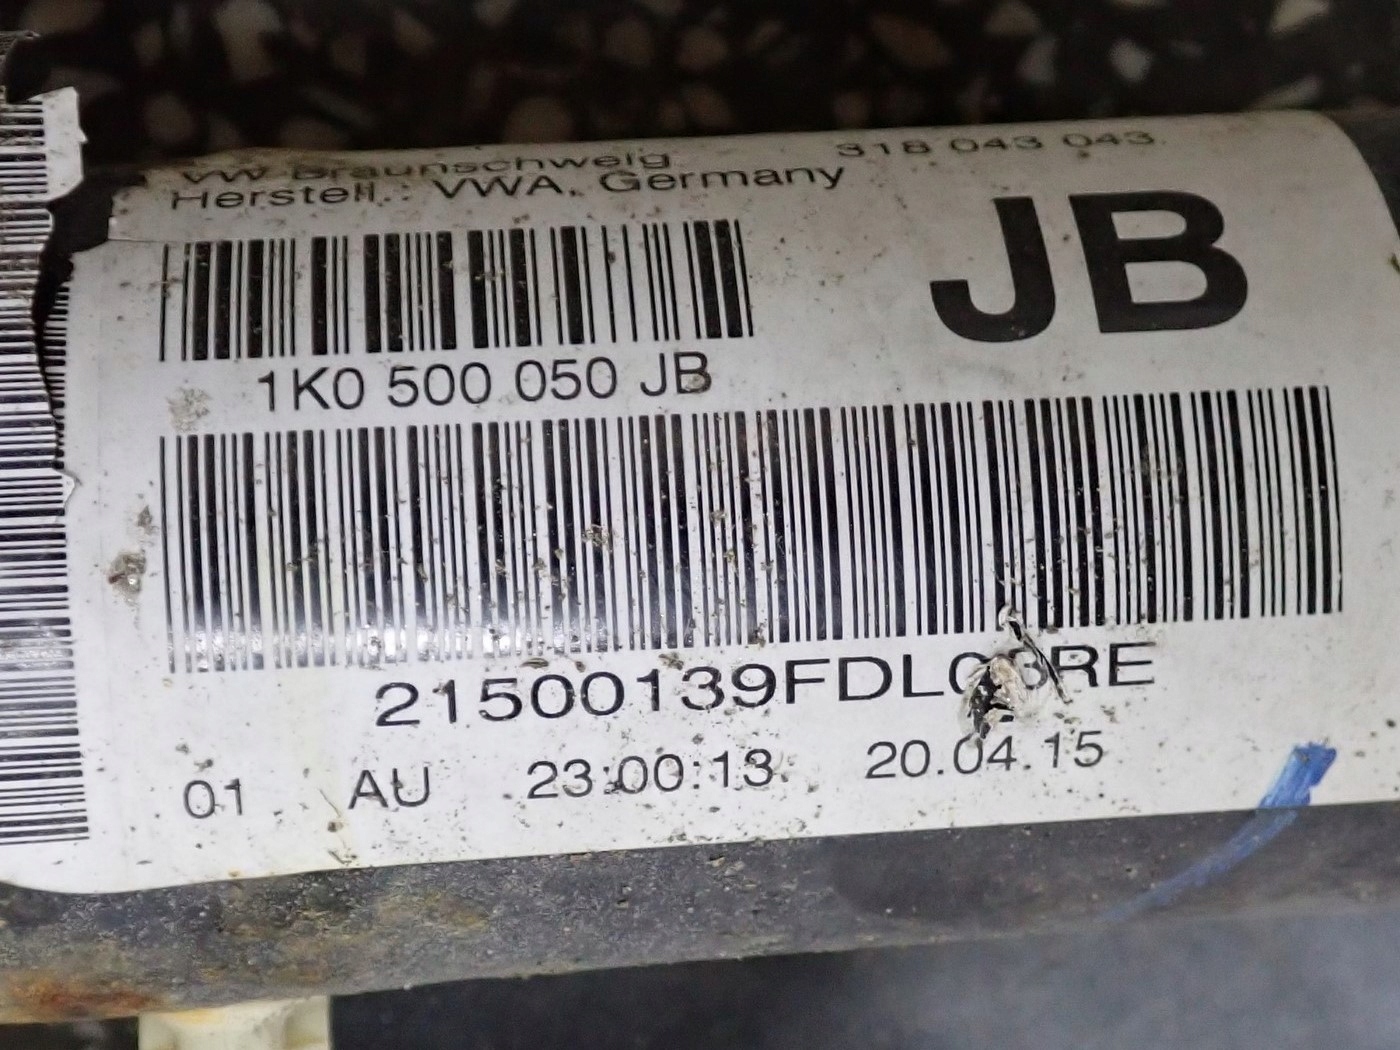 VW Braunschweig 318 043 043
Herstell.: VWA, Germany
JB
1K0 500 050 JB
01 AU 23:00:13 20.04.15